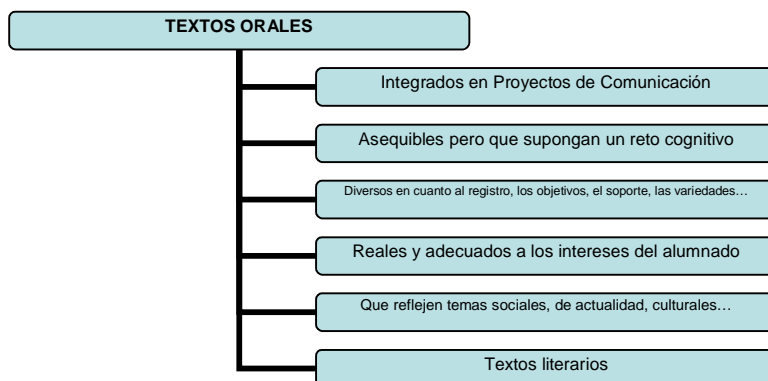 TEXTOS ORALES
Integrados en Proyectos de Comunicación
Asequibles pero que supongan un reto cognitivo
Diversos en cuanto al registro, los objetivos, el soporte, las variedades…
Reales y adecuados a los intereses del alumnado
Que reflejen temas sociales, de actualidad, culturales…
Textos literarios